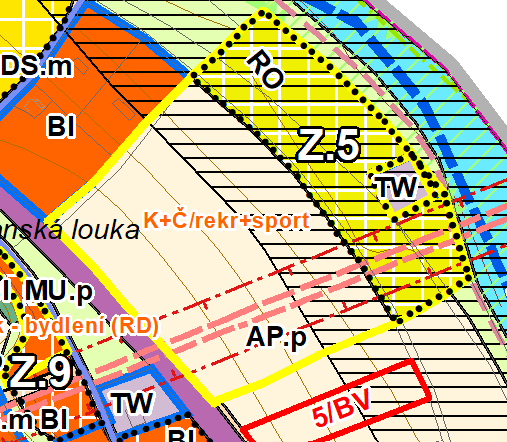 DS.m
RO
BI
Z.5
TW
nská louka
K+Č/rekr+sport
I. MU.p
k - bydlení (RD)
AP.p
Z.9
TW
5/BV
.m BI
BI